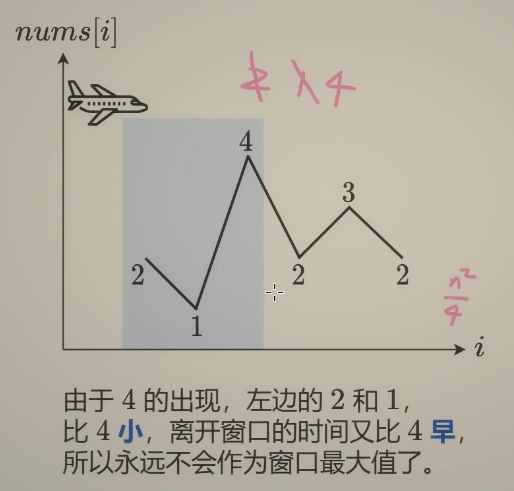 nums[i]
2̶ 1̶ 4
4
3
2
2
2
1
n²/4
i
由于 4 的出现，左边的 2 和 1，
比 4 小，离开窗口的时间又比 4 早，
所以永远不会作为窗口最大值了。